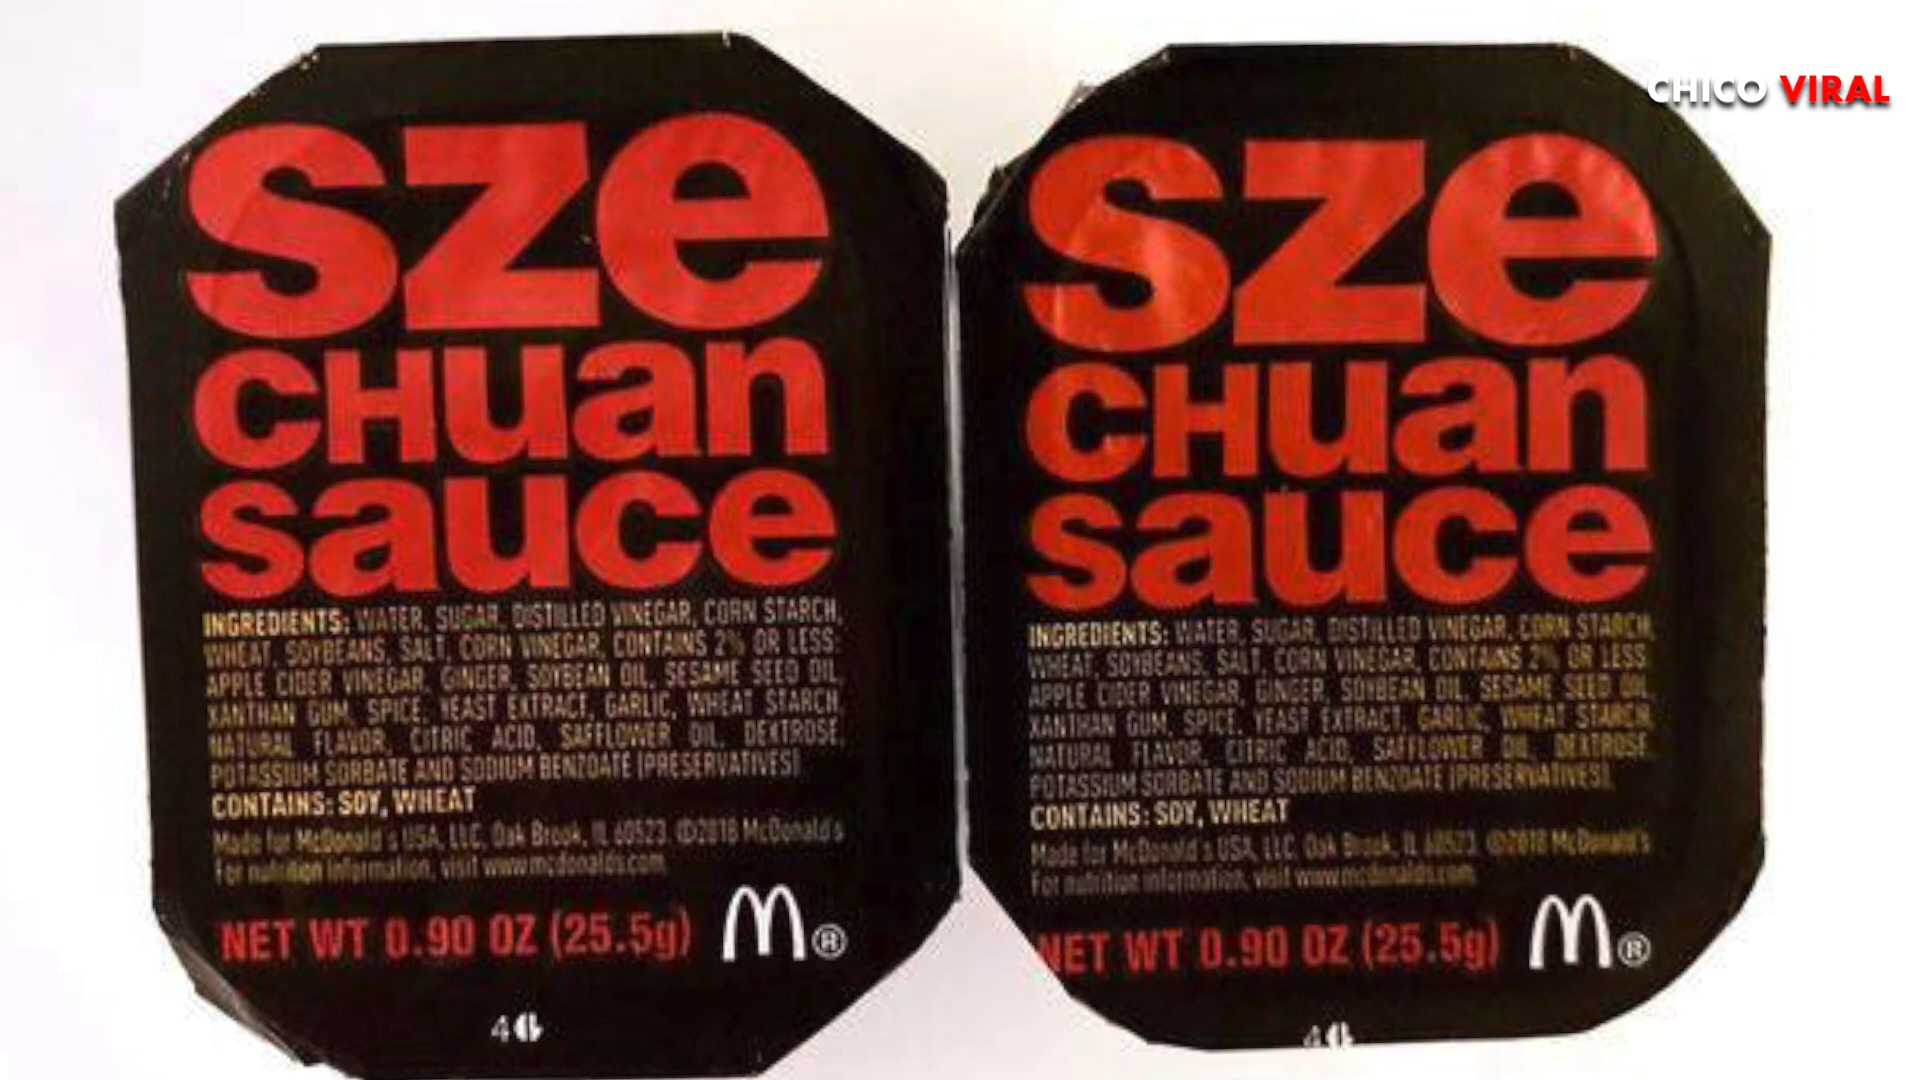 CHICO VIRAL
sze
CHuan
sauce
INGREDIENTS: WATER, SUGAR, DISTILLED VINEGAR, CORN STARCH,
WHEAT, SOYBEANS, SALT, CORN VINEGAR, CONTAINS 2% OR LESS:
APPLE CIDER VINEGAR, GINGER, SOYBEAN OIL, SESAME SEED OIL,
XANTHAN GUM, SPICE, YEAST EXTRACT, GARLIC, WHEAT STARCH,
NATURAL FLAVOR, CITRIC ACID, SAFFLOWER OIL, DEXTROSE,
POTASSIUM SORBATE AND SODIUM BENZOATE (PRESERVATIVES).
CONTAINS: SOY, WHEAT
Made for McDonald's USA, LLC, Oak Brook, IL 60523 ©2018 McDonald's
For nutrition information, visit www.mcdonalds.com
NET WT 0.90 OZ (25.5g) M®
4
sze
CHuan
sauce
INGREDIENTS: WATER, SUGAR, DISTILLED VINEGAR, CORN STARCH,
WHEAT, SOYBEANS, SALT, CORN VINEGAR, CONTAINS 2% OR LESS:
APPLE CIDER VINEGAR, GINGER, SOYBEAN OIL, SESAME SEED OIL,
XANTHAN GUM, SPICE, YEAST EXTRACT, GARLIC, WHEAT STARCH,
NATURAL FLAVOR, CITRIC ACID, SAFFLOWER OIL, DEXTROSE,
POTASSIUM SORBATE AND SODIUM BENZOATE (PRESERVATIVES).
CONTAINS: SOY, WHEAT
Made for McDonald's USA, LLC, Oak Brook, IL 60523 ©2018 McDonald's
For nutrition information, visit www.mcdonalds.com
NET WT 0.90 OZ (25.5g) M®
4